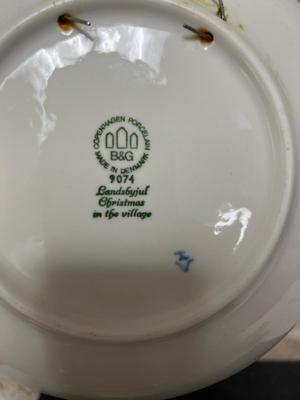 COPENHAGEN PORCELAIN
B&G
MADE IN DENMARK
9074
Landsbyjul
Christmas
in the village